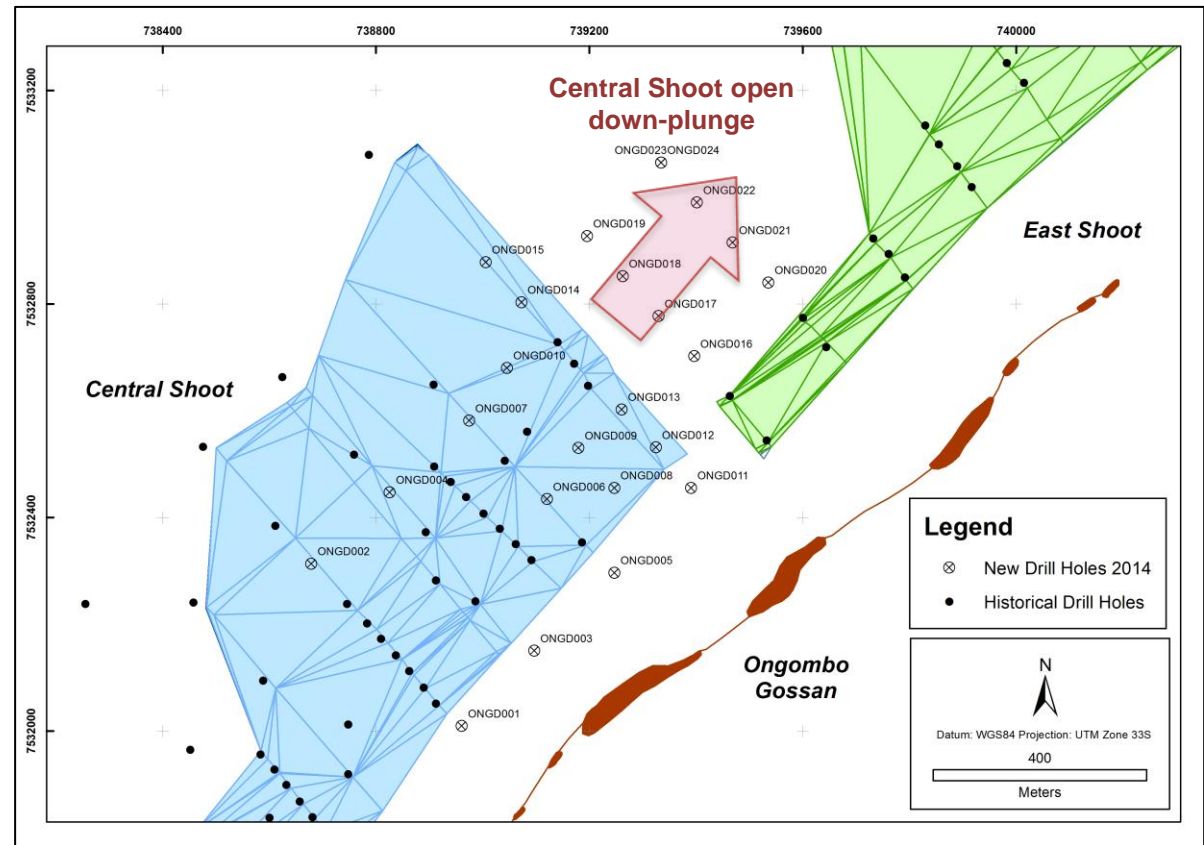 738400
738800
739200
739600
740000
7533200
7532800
7532400
7532000
Central Shoot open
down-plunge
ONGD023ONGD024
ONGD022
ONGD019
ONGD021
ONGD015
ONGD018
ONGD020
ONGD014
ONGD017
ONGD016
ONGD010
ONGD013
ONGD007
ONGD009
ONGD012
ONGD004
ONGD006
ONGD008
ONGD011
ONGD002
ONGD005
ONGD003
ONGD001
East Shoot
Central Shoot
Ongombo
Gossan
Legend
New Drill Holes 2014
Historical Drill Holes
N
Datum: WGS84 Projection: UTM Zone 33S
400
Meters